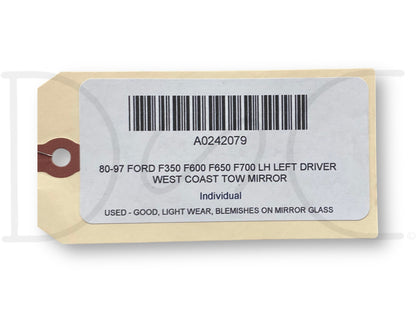 A0242079
80-97 FORD F350 F600 F650 F700 LH LEFT DRIVER
WEST COAST TOW MIRROR
Individual
USED - GOOD, LIGHT WEAR, BLEMISHES ON MIRROR GLASS